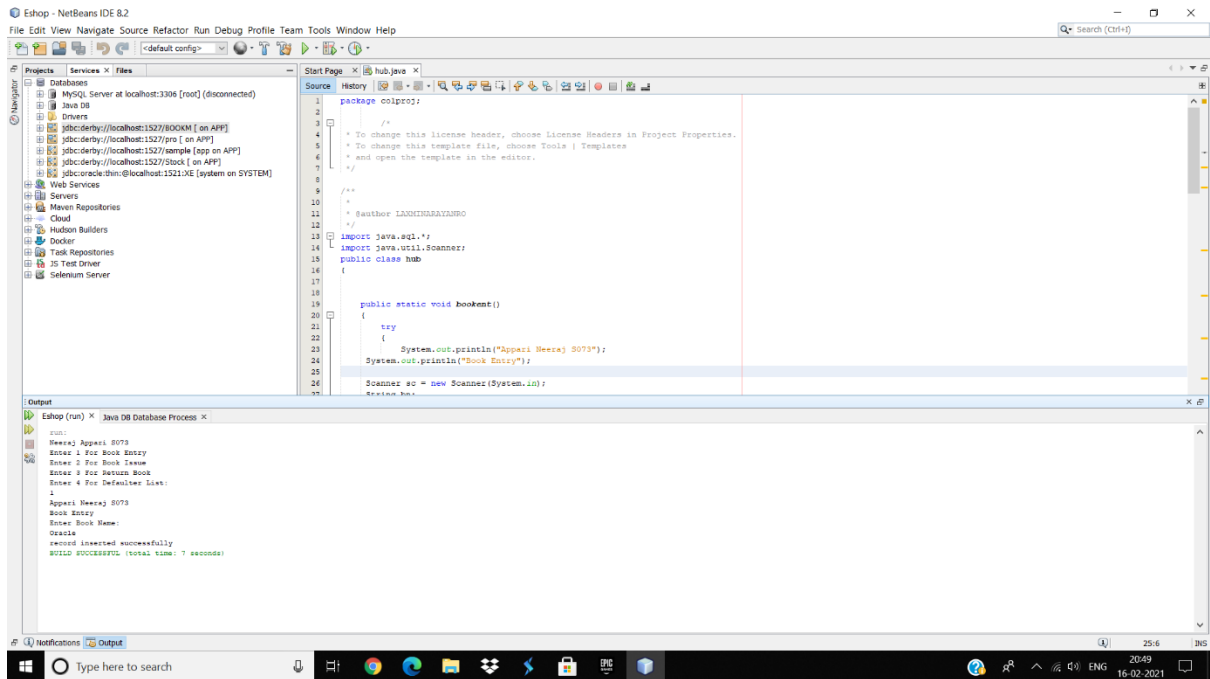 Eshop - NetBeans IDE 8.2
File Edit View Navigate Source Refactor Run Debug Profile Team Tools Window Help
Search (Ctrl+I)
<default config>
Projects Services × Files
Navigator
Databases
MySQL Server at localhost:3306 [root] (disconnected)
Java DB
Drivers
jdbc:derby://localhost:1527/BOOKM [ on APP]
jdbc:derby://localhost:1527/pro [ on APP]
jdbc:derby://localhost:1527/sample [app on APP]
jdbc:derby://localhost:1527/Stock [ on APP]
jdbc:oracle:thin:@localhost:1521:XE [system on SYSTEM]
Web Services
Servers
Maven Repositories
Cloud
Hudson Builders
Docker
Task Repositories
JS Test Driver
Selenium Server
Start Page × hub.java ×
Source History
1 package colproj;
2
3 /*
4 * To change this license header, choose License Headers in Project Properties.
5 * To change this template file, choose Tools | Templates
6 * and open the template in the editor.
7 */
8
9 /**
10 *
11 * @author LAXMINARAYANRO
12 */
13 import java.sql.*;
14 import java.util.Scanner;
15 public class hub
16 {
17
18
19 public static void bookent()
20 {
21 try
22 {
23 System.out.println("Appari Neeraj S073");
24 System.out.println("Book Entry");
25
26 Scanner sc = new Scanner(System.in);
27 String bn;
Output
Eshop (run) × Java DB Database Process ×
run:
Neeraj Appari S073
Enter 1 For Book Entry
Enter 2 For Book Issue
Enter 3 For Return Book
Enter 4 For Defaulter List:
1
Appari Neeraj S073
Book Entry
Enter Book Name:
Oracle
record inserted successfully
BUILD SUCCESSFUL (total time: 7 seconds)
Notifications Output
25:6 INS
Type here to search
EPIC GAMES
ENG
20:49
16-02-2021